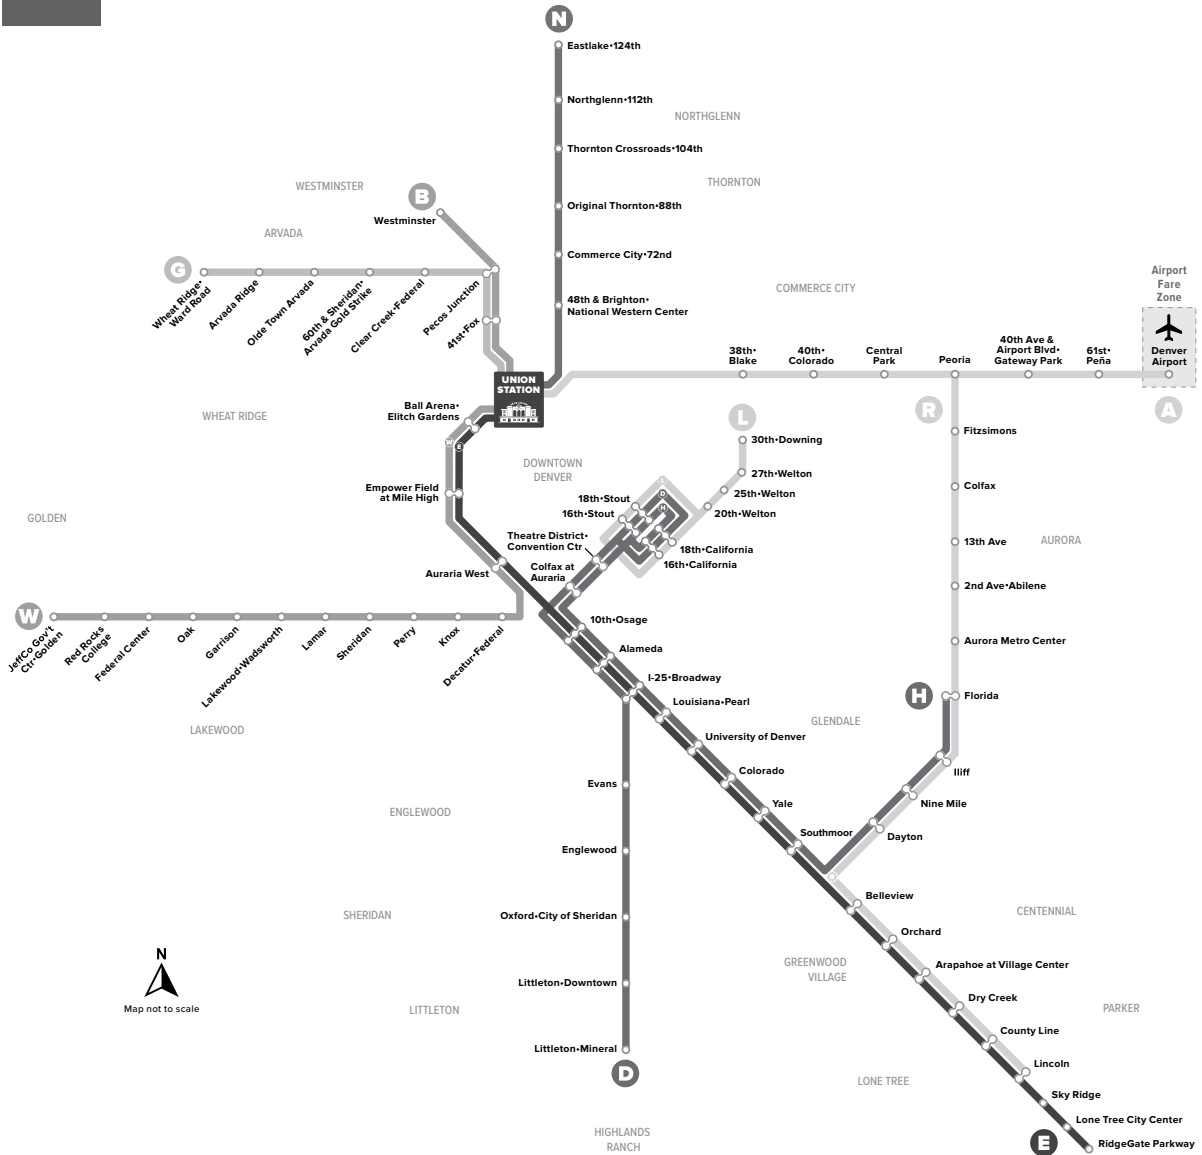 N
Eastlake•124th
Northglenn•112th
NORTHGLENN
Thornton Crossroads•104th
THORNTON
WESTMINSTER
B
Westminster
Original Thornton•88th
ARVADA
Commerce City•72nd
G
COMMERCE CITY
Airport
Fare
Zone
Wheat Ridge•
Ward Road
Arvada Ridge
Olde Town Arvada
60th & Sheridan•
Arvada Gold Strike
Clear Creek•Federal
Pecos Junction
41st•Fox
48th & Brighton•
National Western Center
38th•
Blake
40th•
Colorado
Central
Park
Peoria
40th Ave &
Airport Blvd•
Gateway Park
61st•
Peña
Denver
Airport
UNION
STATION
Ball Arena•
Elitch Gardens
WHEAT RIDGE
L
R
A
30th•Downing
Fitzsimons
W
E
DOWNTOWN
DENVER
27th•Welton
25th•Welton
20th•Welton
L
D
H
Empower Field
at Mile High
18th•Stout
16th•Stout
Colfax
GOLDEN
Theatre District•
Convention Ctr
18th•California
16th•California
13th Ave
AURORA
Auraria West
Colfax at
Auraria
2nd Ave•Abilene
W
JeffCo Gov't
Ctr•Golden
Red Rocks
College
Federal Center
Oak
Garrison
Lakewood•Wadsworth
Lamar
Sheridan
Perry
Knox
Decatur•Federal
10th•Osage
Alameda
Aurora Metro Center
I-25•Broadway
Louisiana•Pearl
H
Florida
LAKEWOOD
GLENDALE
University of Denver
Colorado
Iliff
Evans
Yale
Nine Mile
ENGLEWOOD
Southmoor
Dayton
Englewood
R
Belleview
SHERIDAN
Oxford•City of Sheridan
CENTENNIAL
Orchard
N
Map not to scale
GREENWOOD
VILLAGE
Arapahoe at Village Center
Littleton•Downtown
Dry Creek
LITTLETON
PARKER
County Line
Littleton•Mineral
Lincoln
D
LONE TREE
Sky Ridge
Lone Tree City Center
HIGHLANDS
RANCH
E
RidgeGate Parkway